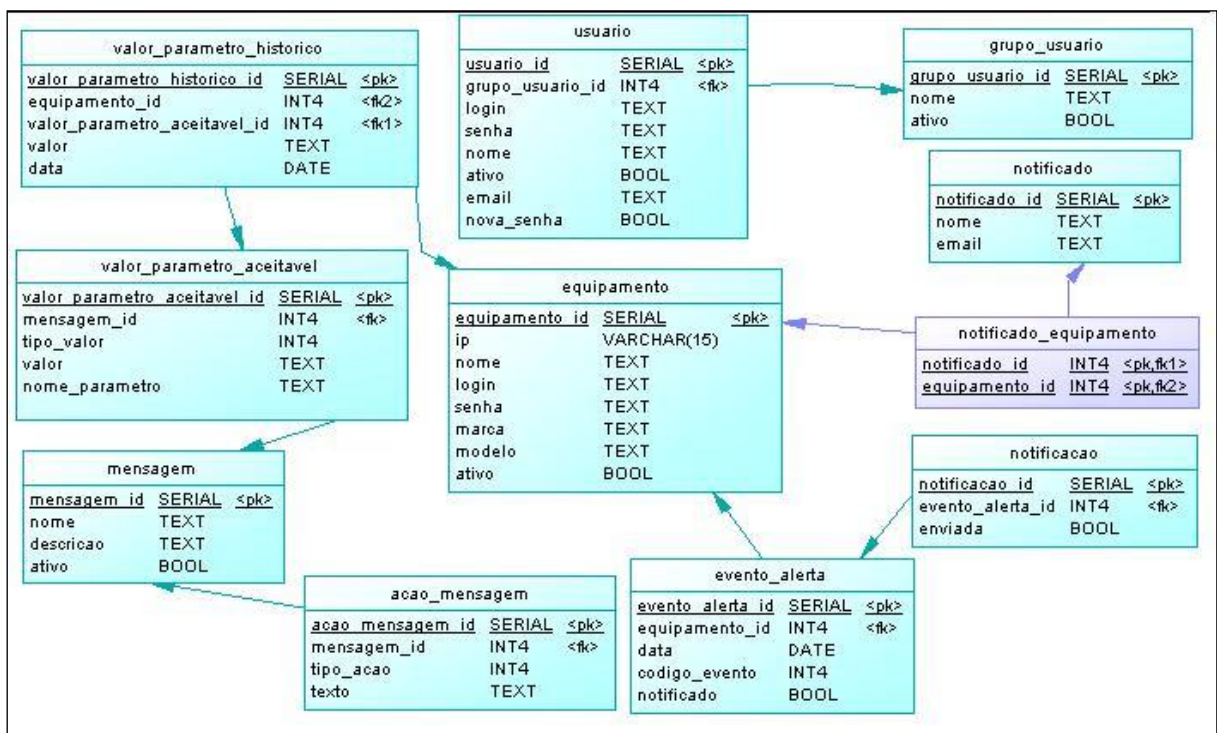 valor_parametro_historico
valor_parametro_historico_id SERIAL <pk>
equipamento_id INT4 <fk2>
valor_parametro_aceitavel_id INT4 <fk1>
valor TEXT
data DATE
usuario
usuario_id SERIAL <pk>
grupo_usuario_id INT4 <fk>
login TEXT
senha TEXT
nome TEXT
ativo BOOL
email TEXT
nova_senha BOOL
grupo_usuario
grupo_usuario_id SERIAL <pk>
nome TEXT
ativo BOOL
notificado
notificado_id SERIAL <pk>
nome TEXT
email TEXT
valor_parametro_aceitavel
valor_parametro_aceitavel_id SERIAL <pk>
mensagem_id INT4 <fk>
tipo_valor INT4
valor TEXT
nome_parametro TEXT
equipamento
equipamento_id SERIAL <pk>
ip VARCHAR(15)
nome TEXT
login TEXT
senha TEXT
marca TEXT
modelo TEXT
ativo BOOL
notificado_equipamento
notificado_id INT4 <pk,fk1>
equipamento_id INT4 <pk,fk2>
mensagem
mensagem_id SERIAL <pk>
nome TEXT
descricao TEXT
ativo BOOL
notificacao
notificacao_id SERIAL <pk>
evento_alerta_id INT4 <fk>
enviada BOOL
acao_mensagem
acao_mensagem_id SERIAL <pk>
mensagem_id INT4 <fk>
tipo_acao INT4
texto TEXT
evento_alerta
evento_alerta_id SERIAL <pk>
equipamento_id INT4 <fk>
data DATE
codigo_evento INT4
notificado BOOL